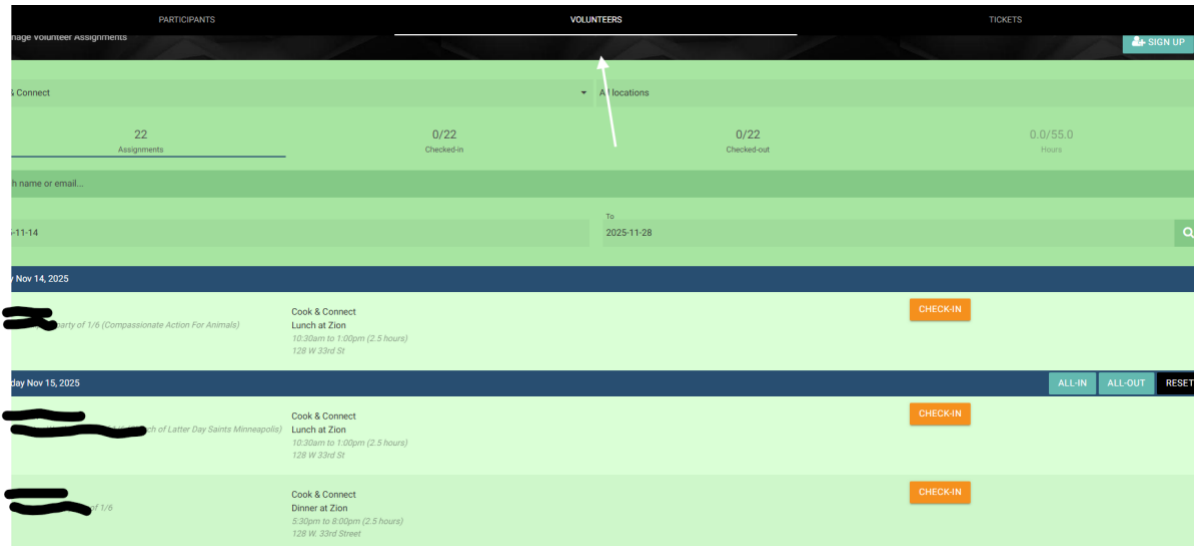 PARTICIPANTS VOLUNTEERS TICKETS
nage Volunteer Assignments SIGN UP
& Connect All locations
22 0/22 0/22 0.0/55.0
Assignments Checked-in Checked-out Hours
h name or email...
To
-11-14 2025-11-28
Nov 14, 2025
party of 1/6 (Compassionate Action For Animals)
Cook & Connect
Lunch at Zion
10:30am to 1:00pm (2.5 hours)
128 W 33rd St
CHECK-IN
day Nov 15, 2025 ALL-IN ALL-OUT RESET
ch of Latter Day Saints Minneapolis)
Cook & Connect
Lunch at Zion
10:30am to 1:00pm (2.5 hours)
128 W 33rd St
CHECK-IN
of 1/6
Cook & Connect
Dinner at Zion
5:30pm to 8:00pm (2.5 hours)
128 W. 33rd Street
CHECK-IN